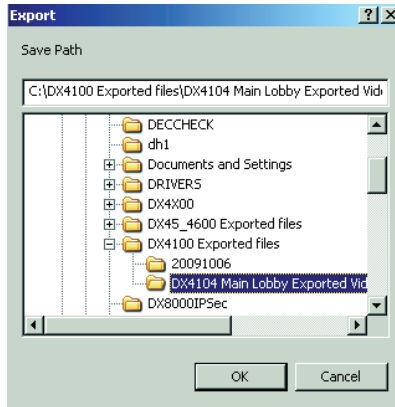 Export
Save Path
C:\DX4100 Exported files\DX4104 Main Lobby Exported
DECCHECK
dh1
Documents and Settings
DRIVERS
DX4X00
DX45_4600 Exported files
DX4100 Exported files
20091006
DX4104 Main Lobby Exported Vid
DX8000IPSec
OK
Cancel